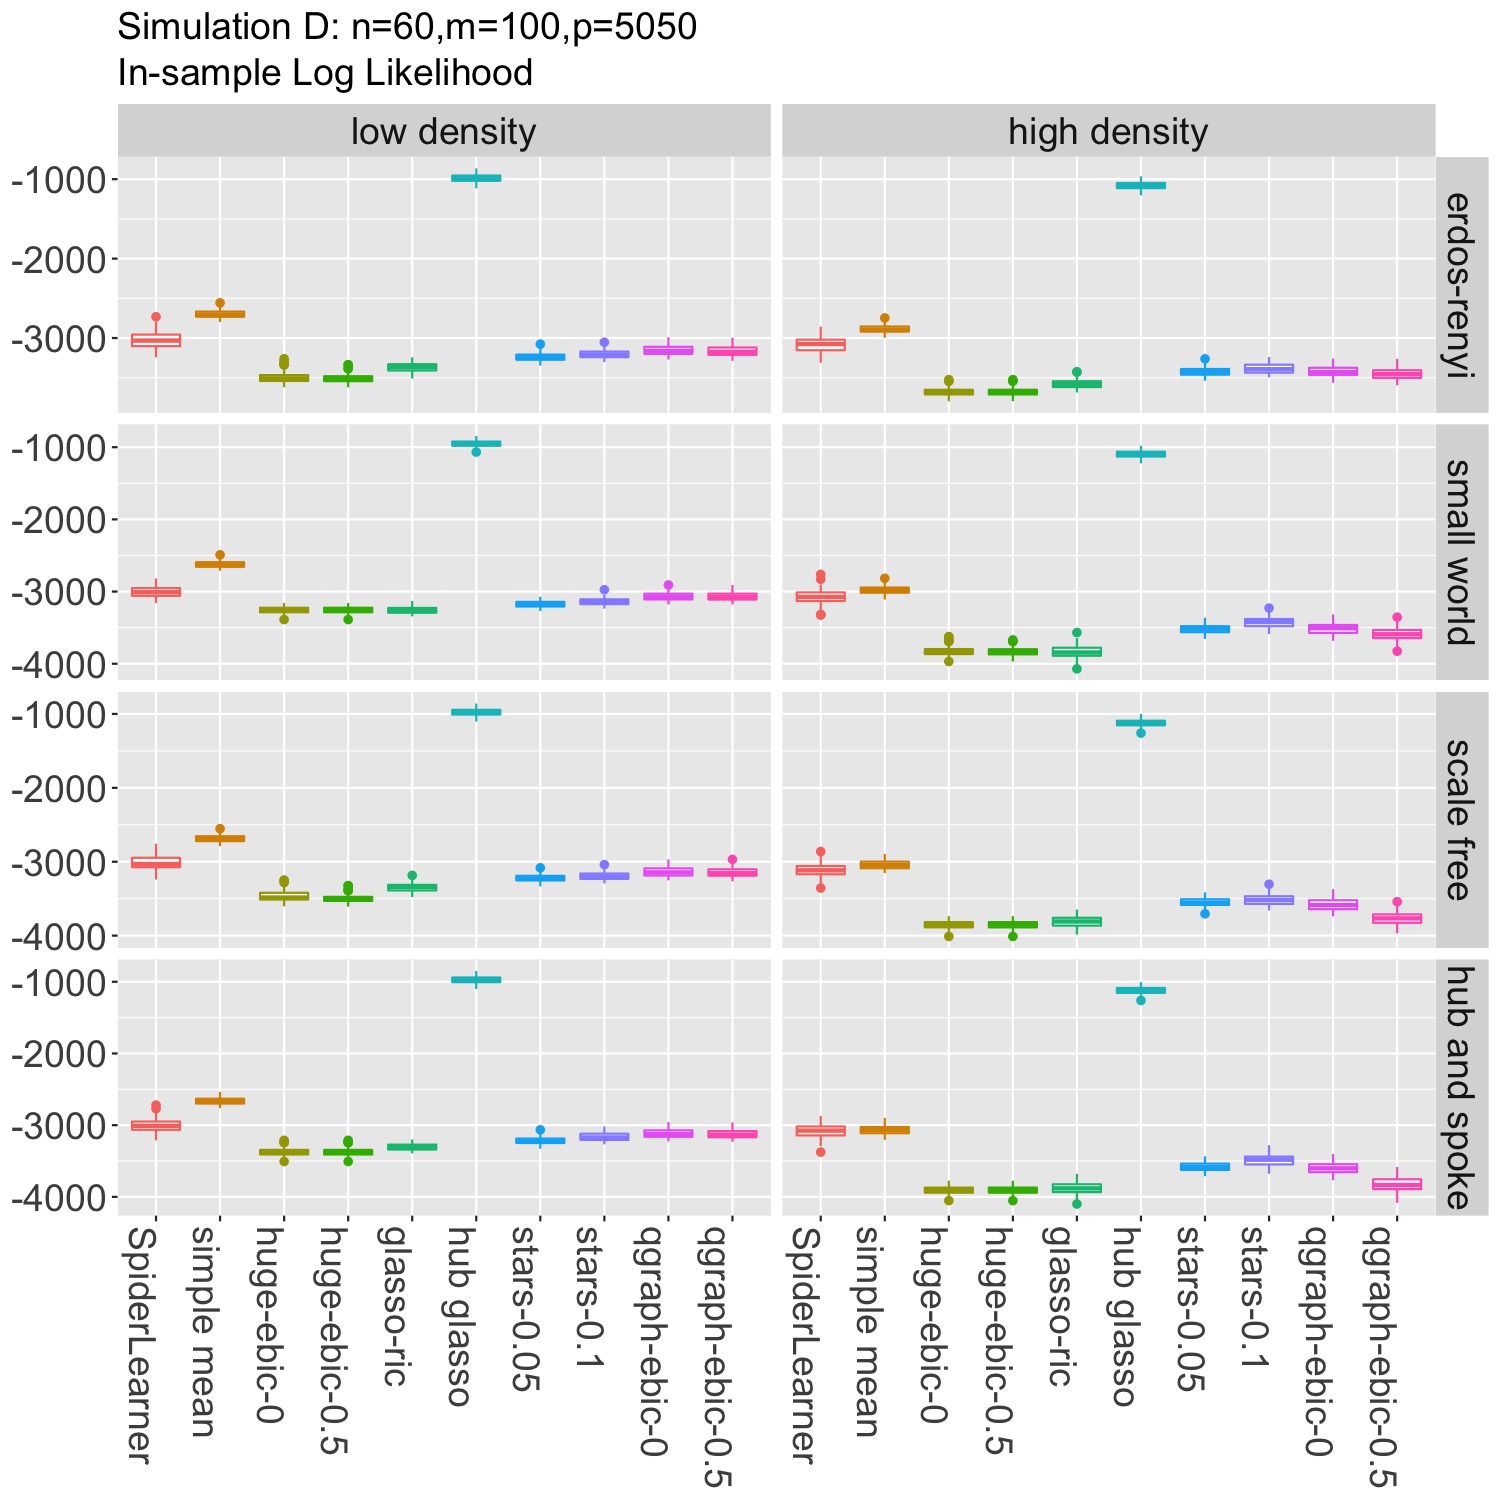 Simulation D: n=60,m=100,p=5050
In-sample Log Likelihood
low density
high density
-1000
-2000
-3000
erdos-renyi
-1000
-2000
-3000
-4000
small world
-1000
-2000
-3000
-4000
scale free
-1000
-2000
-3000
-4000
hub and spoke
SpiderLearner
simple mean
huge-ebic-0
huge-ebic-0.5
glasso-ric
hub glasso
stars-0.05
stars-0.1
qgraph-ebic-0
qgraph-ebic-0.5
SpiderLearner
simple mean
huge-ebic-0
huge-ebic-0.5
glasso-ric
hub glasso
stars-0.05
stars-0.1
qgraph-ebic-0
qgraph-ebic-0.5